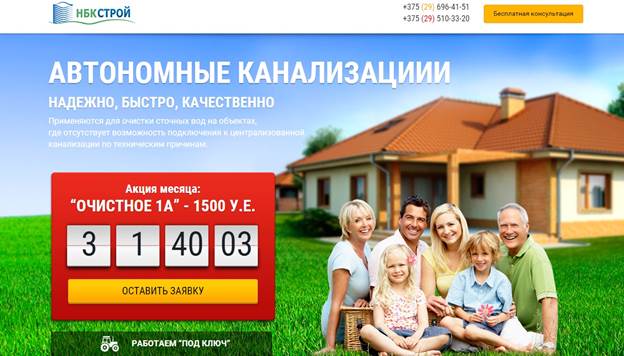 НБКСТРОЙ
+375 (29) 696-41-51
+375 (29) 510-33-20
Бесплатная консультация
АВТОНОМНЫЕ КАНАЛИЗАЦИИИ
НАДЕЖНО, БЫСТРО, КАЧЕСТВЕННО
Применяются для очистки сточных вод на объектах,
где отсутствует возможность подключения к централизованной
канализации по техническим причинам.
Акция месяца:
“ОЧИСТНОЕ 1А” - 1500 У.Е.
3 1 40 03
ОСТАВИТЬ ЗАЯВКУ
РАБОТАЕМ “ПОД КЛЮЧ”